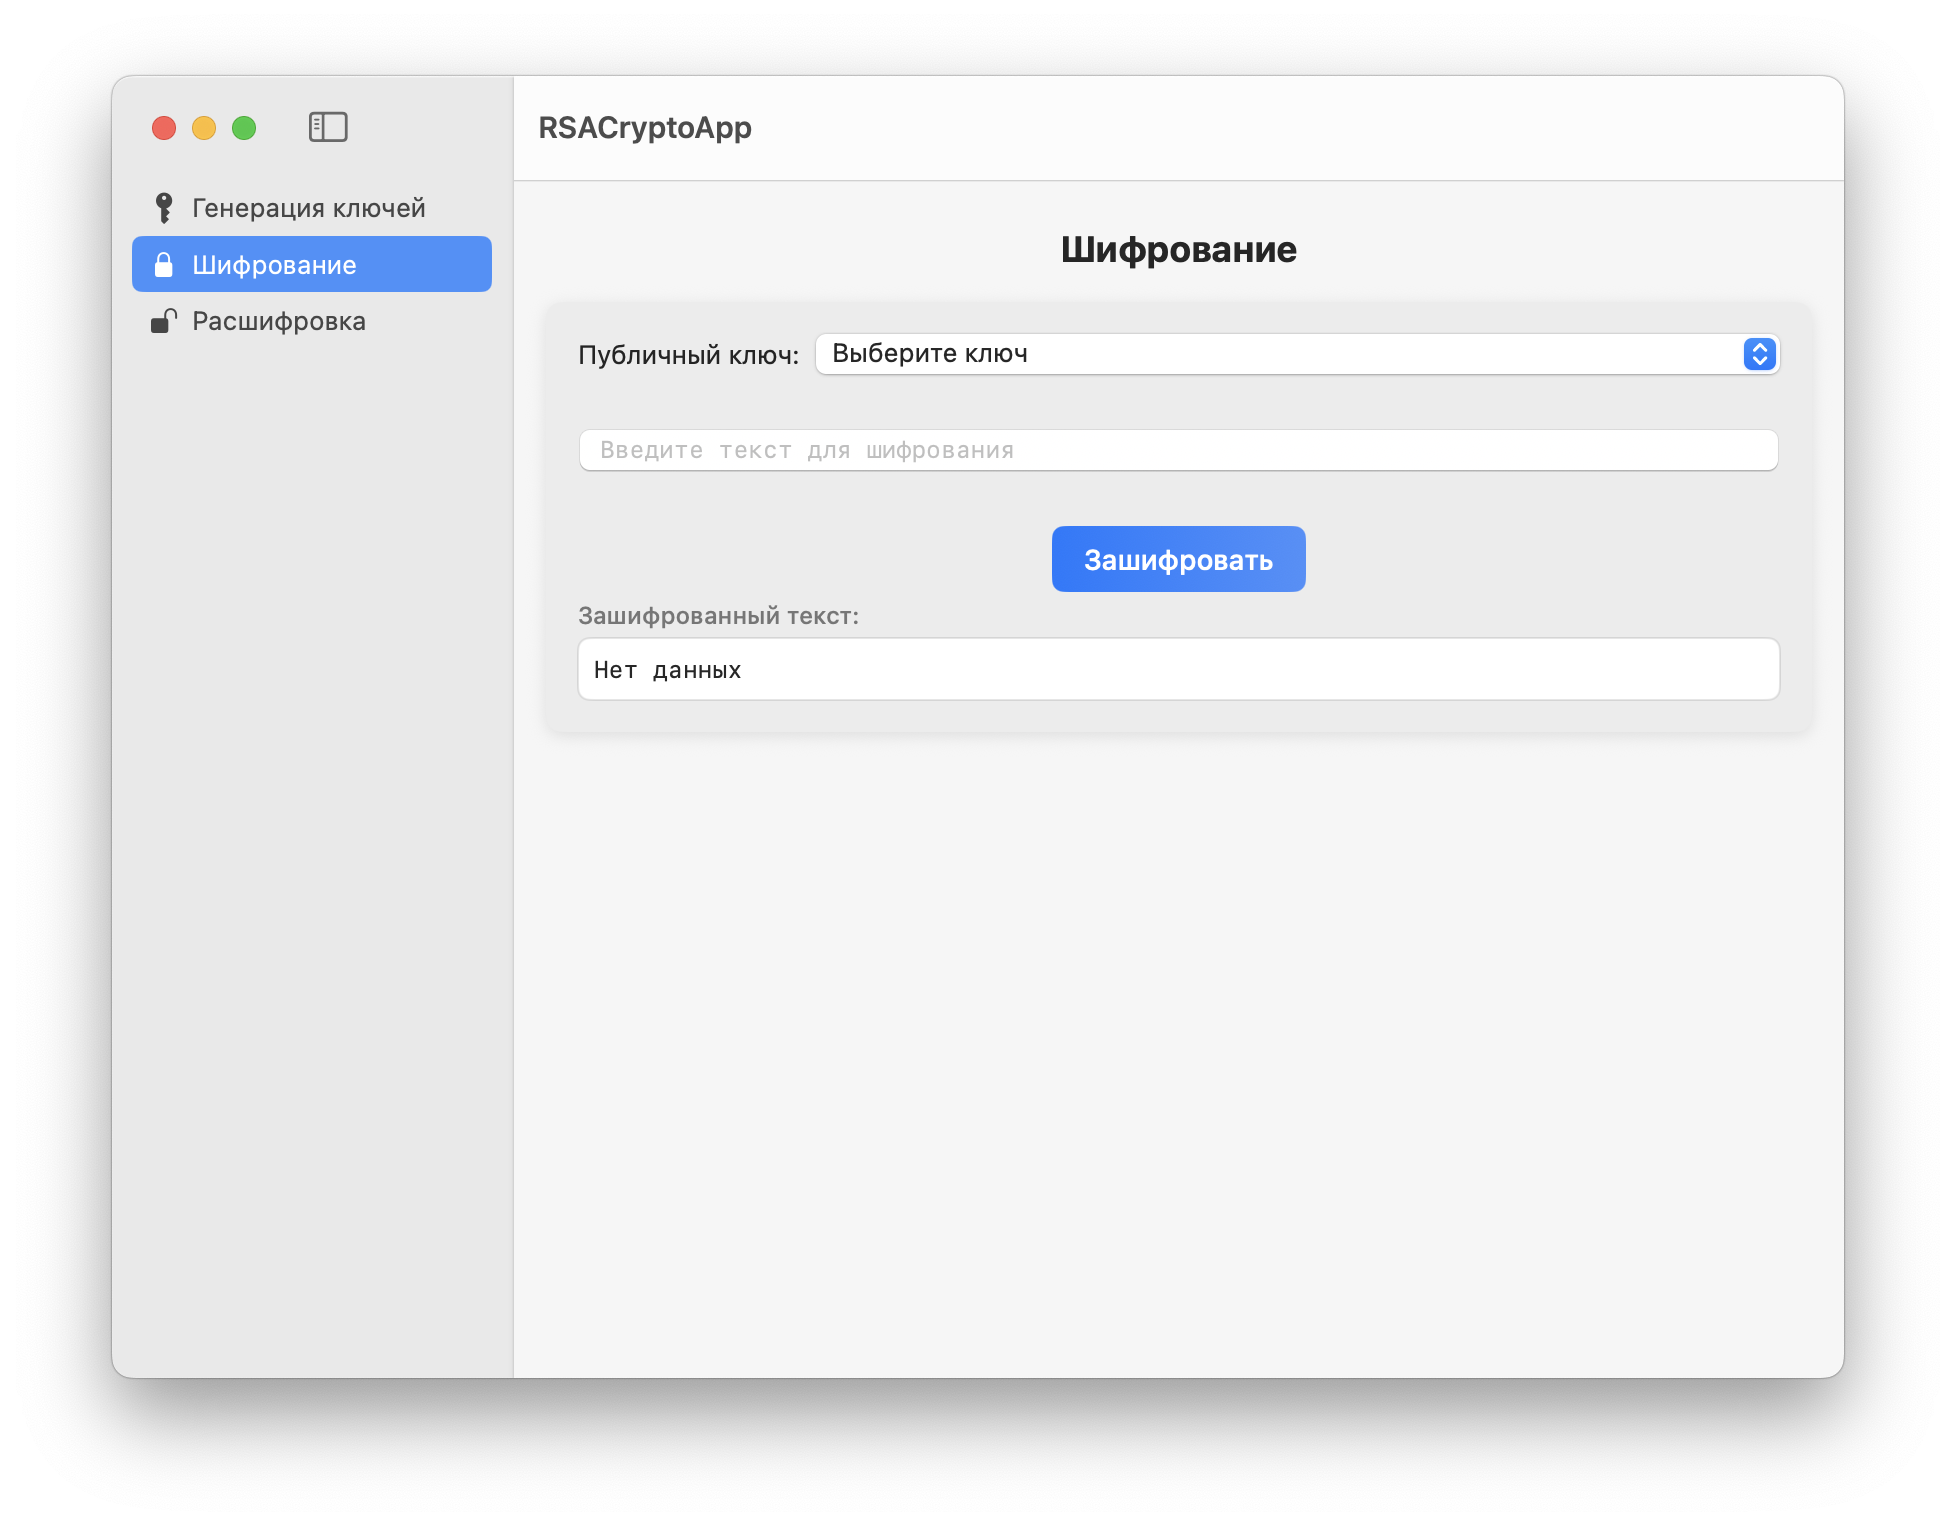 RSACryptoApp
Генерация ключей
Шифрование
Расшифровка
Шифрование
Публичный ключ: Выберите ключ
Введите текст для шифрования
Зашифровать
Зашифрованный текст:
Нет данных